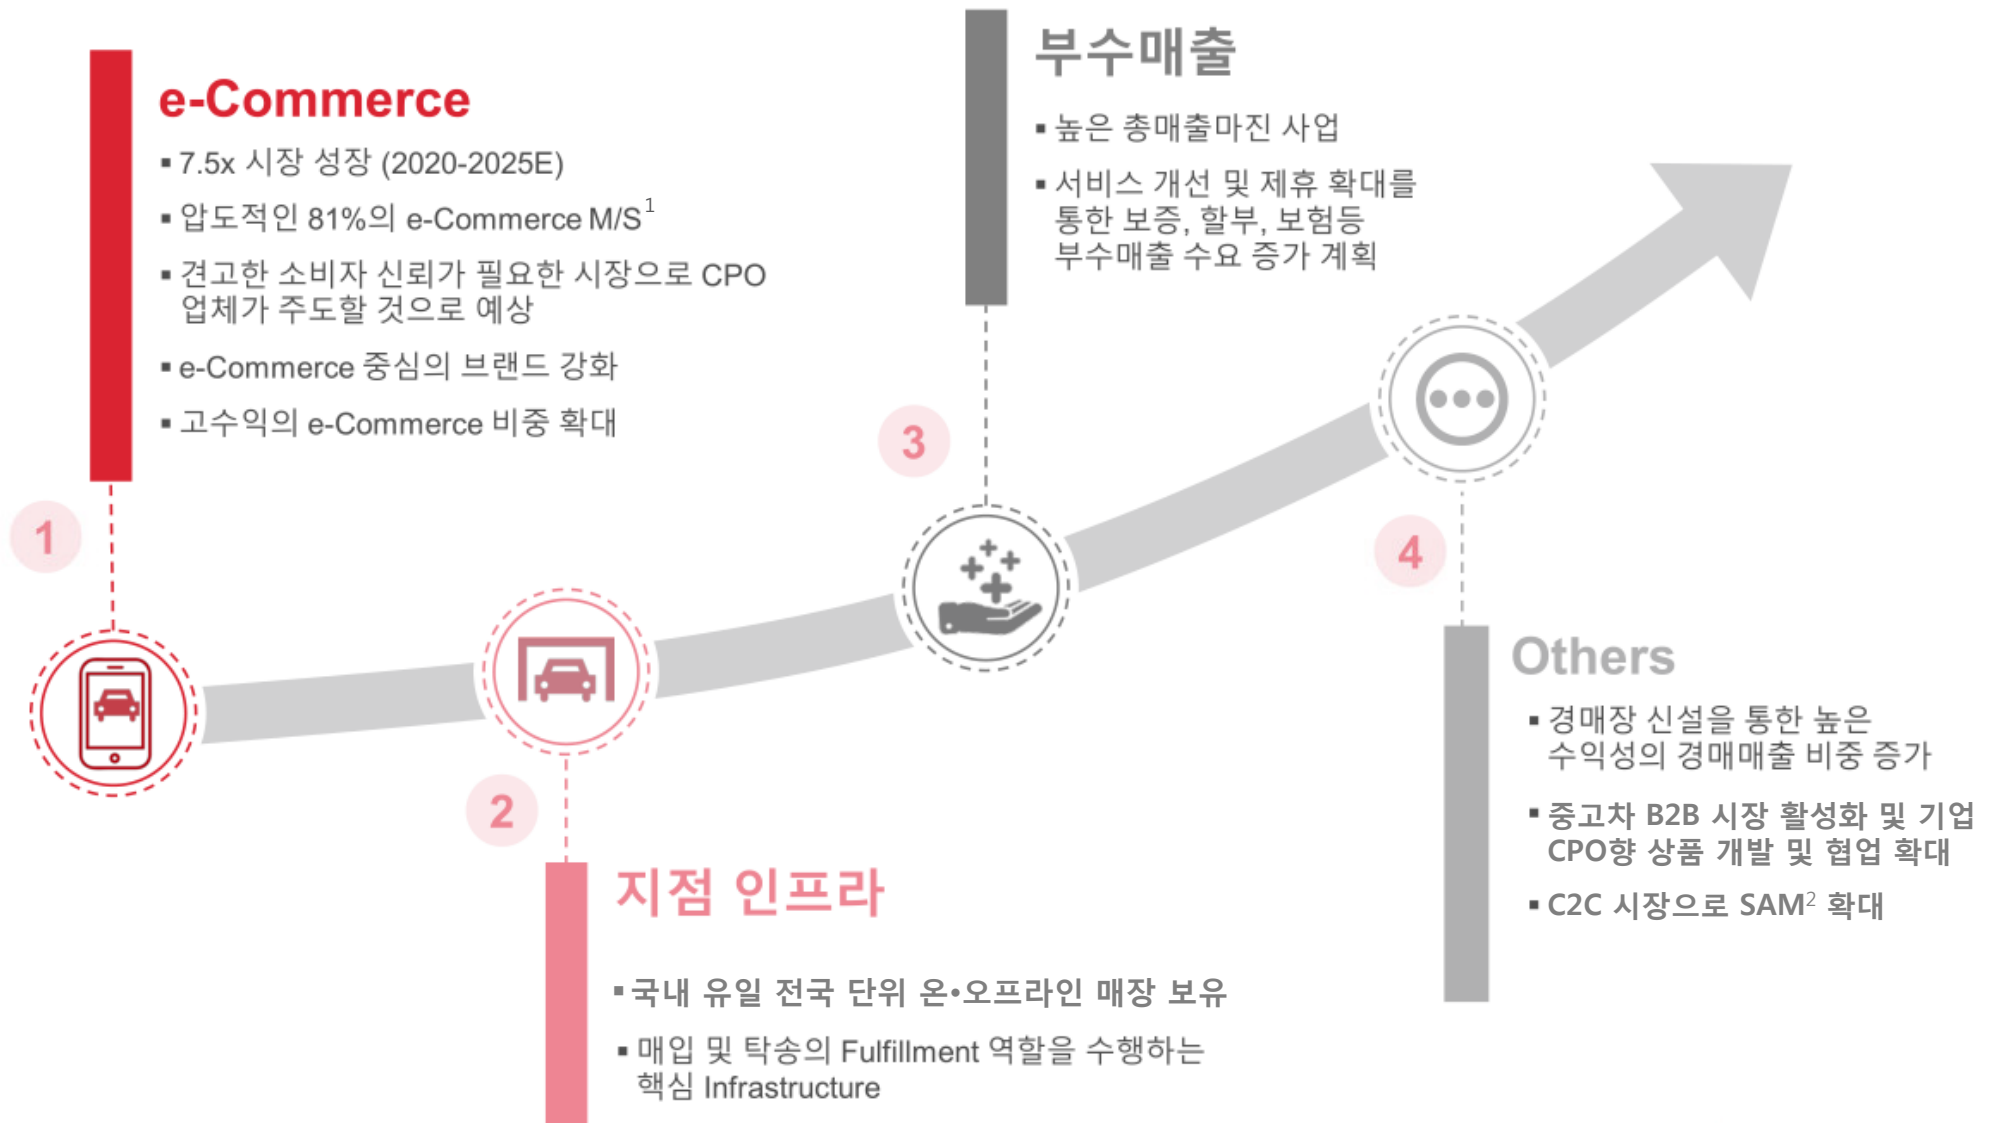 e-Commerce
▪ 7.5x 시장 성장 (2020-2025E)
▪ 압도적인 81%의 e-Commerce M/S1
▪ 견고한 소비자 신뢰가 필요한 시장으로 CPO
업체가 주도할 것으로 예상
▪ e-Commerce 중심의 브랜드 강화
▪ 고수익의 e-Commerce 비중 확대
1
2
지점 인프라
▪ 국내 유일 전국 단위 온•오프라인 매장 보유
▪ 매입 및 탁송의 Fulfillment 역할을 수행하는
핵심 Infrastructure
부수매출
▪ 높은 총매출마진 사업
▪ 서비스 개선 및 제휴 확대를
통한 보증, 할부, 보험등
부수매출 수요 증가 계획
3
4
Others
▪ 경매장 신설을 통한 높은
수익성의 경매매출 비중 증가
▪ 중고차 B2B 시장 활성화 및 기업
CPO향 상품 개발 및 협업 확대
▪ C2C 시장으로 SAM2 확대